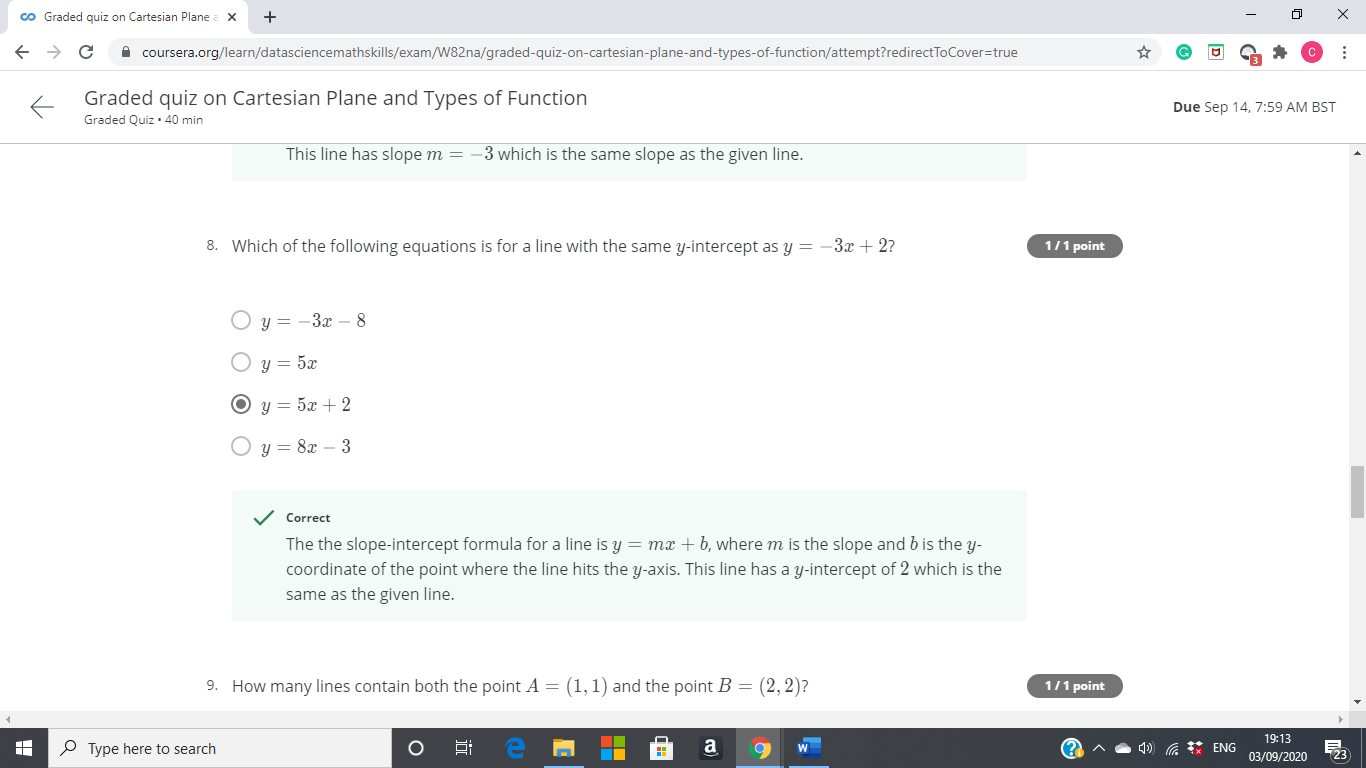 Graded quiz on Cartesian Plane a
coursera.org/learn/datasciencemathskills/exam/W82na/graded-quiz-on-cartesian-plane-and-types-of-function/attempt?redirectToCover=true
3
C
Graded quiz on Cartesian Plane and Types of Function
Graded Quiz • 40 min
Due Sep 14, 7:59 AM BST
This line has slope m = −3 which is the same slope as the given line.
8. Which of the following equations is for a line with the same y-intercept as y = −3x + 2?
1 / 1 point
y = −3x − 8
y = 5x
y = 5x + 2
y = 8x − 3
Correct
The the slope-intercept formula for a line is y = mx + b, where m is the slope and b is the y-
coordinate of the point where the line hits the y-axis. This line has a y-intercept of 2 which is the
same as the given line.
9. How many lines contain both the point A = (1, 1) and the point B = (2, 2)?
1 / 1 point
Type here to search
ENG
19:13
03/09/2020
23